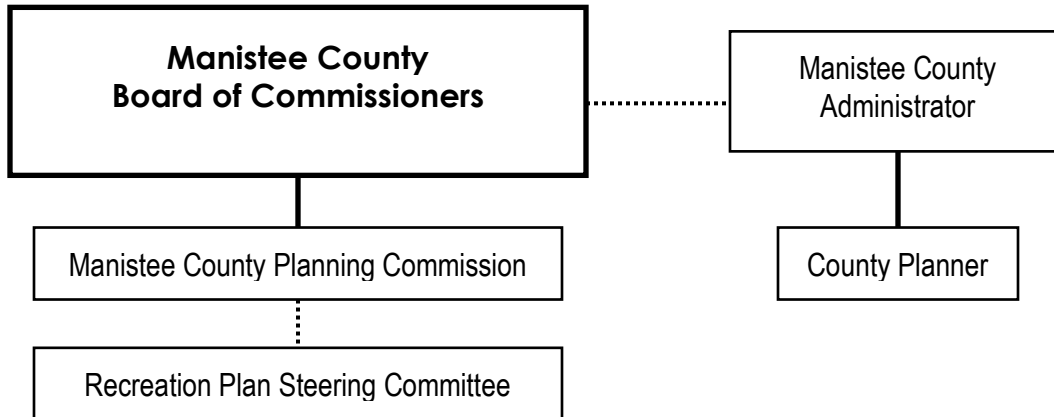 Manistee County
Board of Commissioners
Manistee County
Administrator
Manistee County Planning Commission
County Planner
Recreation Plan Steering Committee